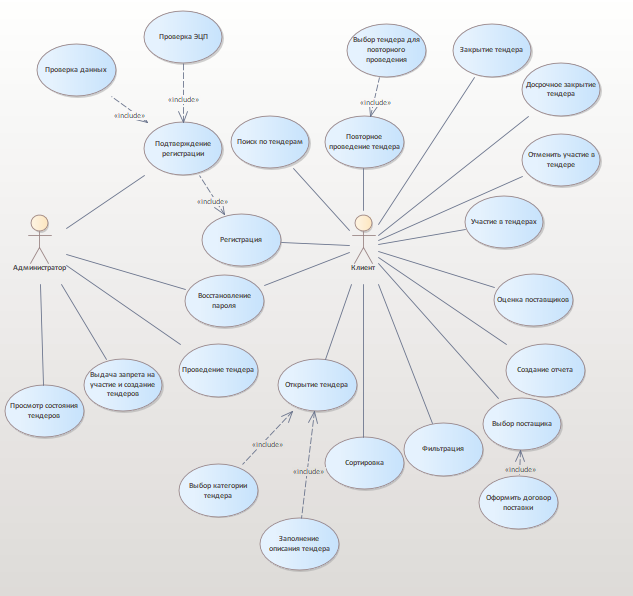 Проверка ЭЦП
Выбор тендера для
повторного
проведения
Закрытие тендера
Проверка данных
Досрочное закрытие
тендера
«include»
«include»
«include»
Подтверждение
регистрации
Поиск по тендерам
Повторное
проведение тендера
Отменить участие в
тендере
«include»
Участие в тендерах
Регистрация
Администратор
Клиент
Восстановление
пароля
Оценка поставщиков
Проведение тендера
Создание отчета
Выдача запрета на
участие и создание
тендеров
Открытие тендера
Просмотр состояния
тендеров
Выбор постащика
«include»
Фильтрация
Сортировка
«include»
«include»
Выбор категории
тендера
Оформить договор
поставки
Заполнение
описания тендера